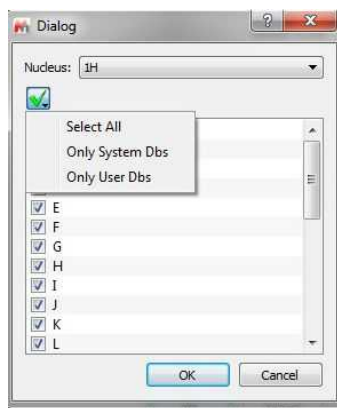 Dialog
Nucleus: 1H
Select All
Only System Dbs
Only User Dbs
E
F
G
H
I
J
K
L
OK Cancel